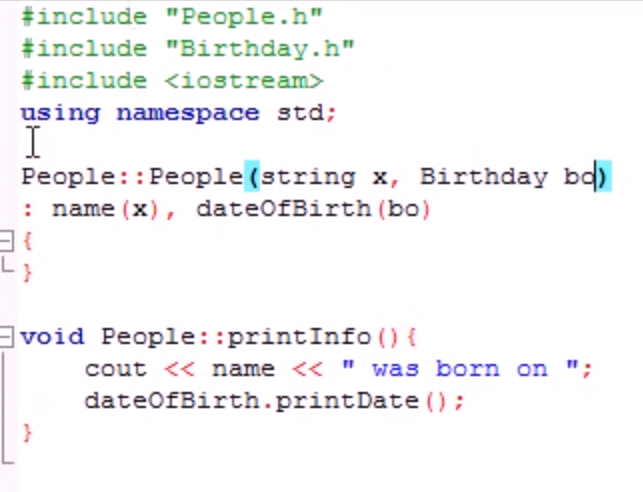 #include "People.h"
#include "Birthday.h"
#include <iostream>
using namespace std;
People::People(string x, Birthday bo)
: name(x), dateOfBirth(bo)
{
}
void People::printInfo(){
cout << name << " was born on ";
dateOfBirth.printDate();
}